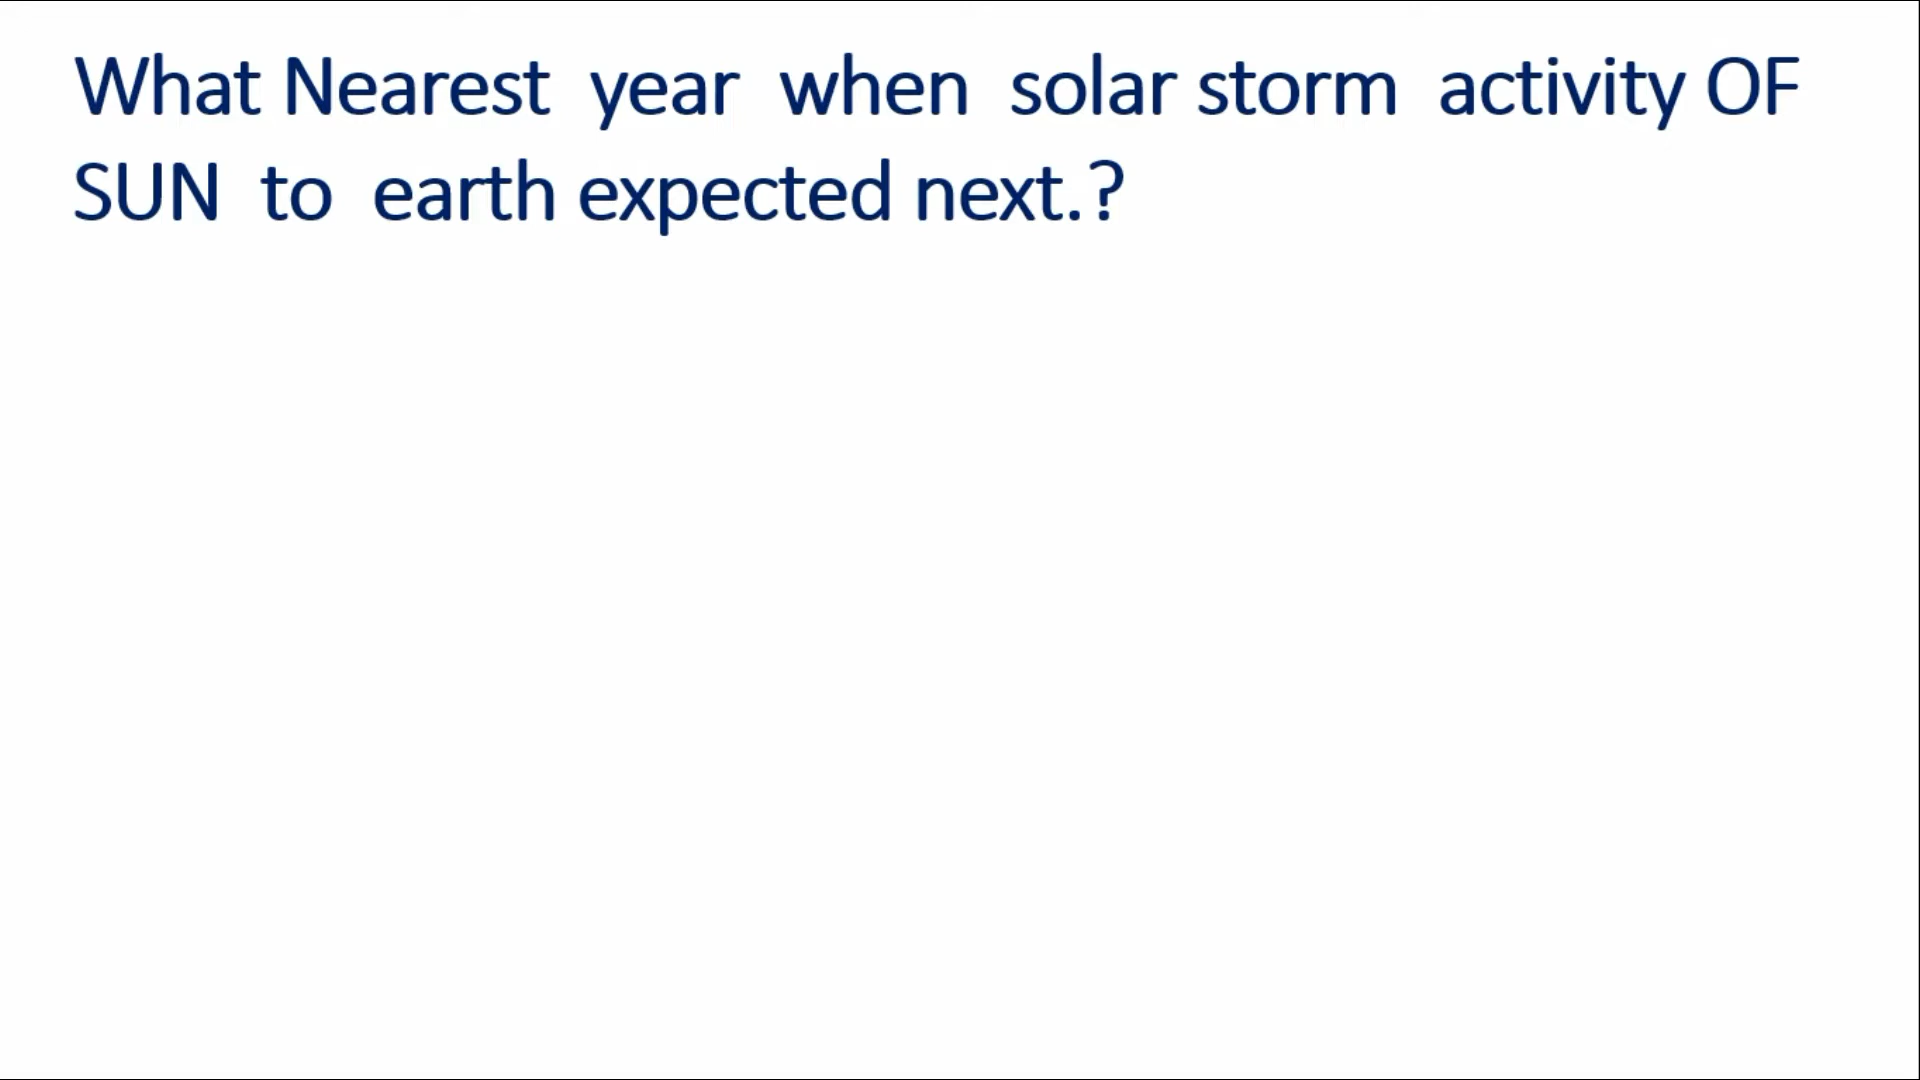 What Nearest year when solar storm activity OF
SUN to earth expected next.?